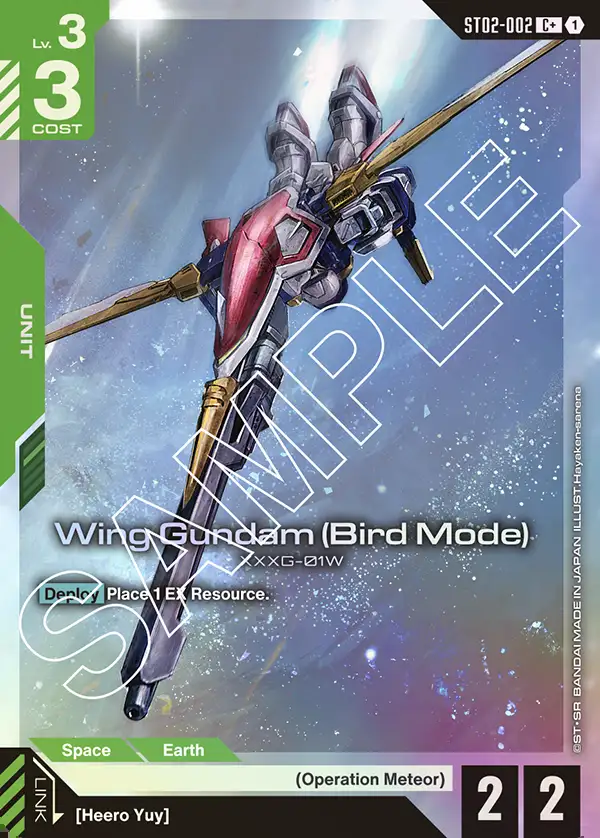 Lv. 3
3
COST
ST02-002 C+ 1
UNIT
SAMPLE
Wing Gundam (Bird Mode)
XXXG-01W
Deploy Place 1 EX Resource.
Space Earth
(Operation Meteor)
LINK
[Heero Yuy]
2 2
©ST・SR BANDAI MADE IN JAPAN ILLUST.Hayaken-sarena